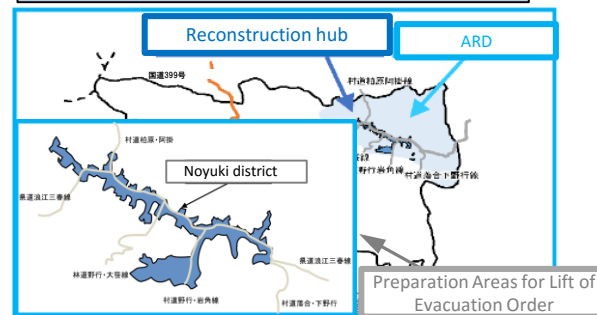 Reconstruction hub
ARD
国道399号
村道柏原阿掛線
村道柏原・阿掛
Noyuki district
県道浪江三春線
野行岩角線
村道落合下野行線
県道浪江三春線
林道野行・大笹線
村道野行・岩角線
村道落合・下野行
Preparation Areas for Lift of
Evacuation Order